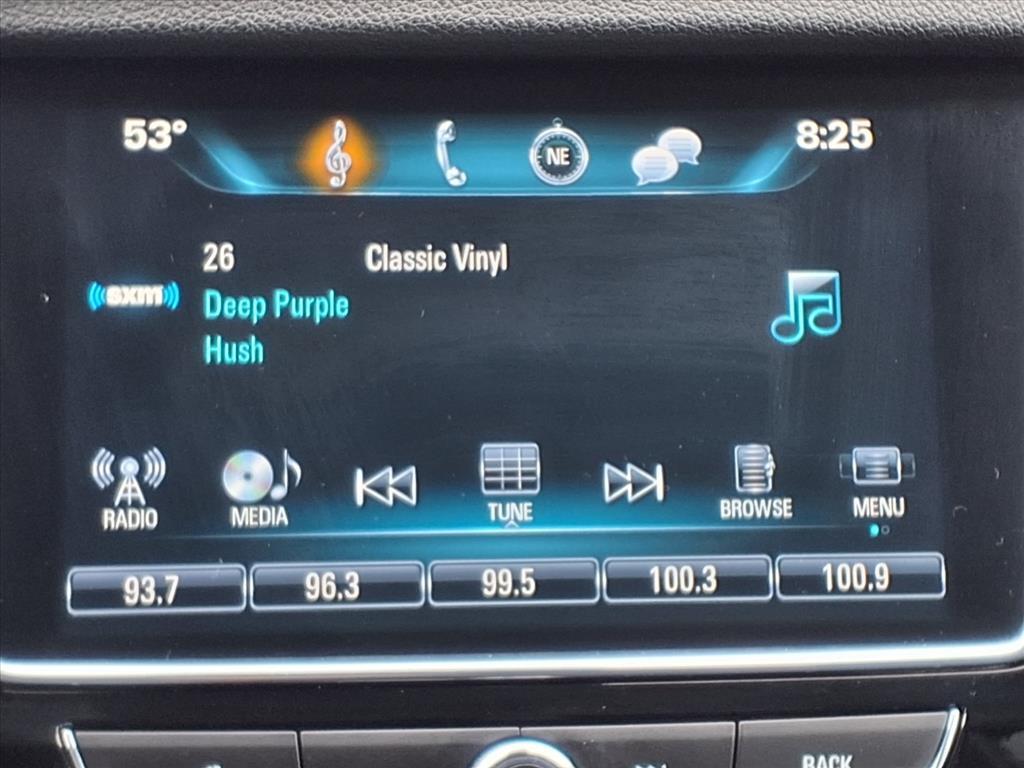 53° NE 8:25
26 Classic Vinyl
((sxm))
Deep Purple
Hush
RADIO MEDIA TUNE BROWSE MENU
93.7 96.3 99.5 100.3 100.9
BACK